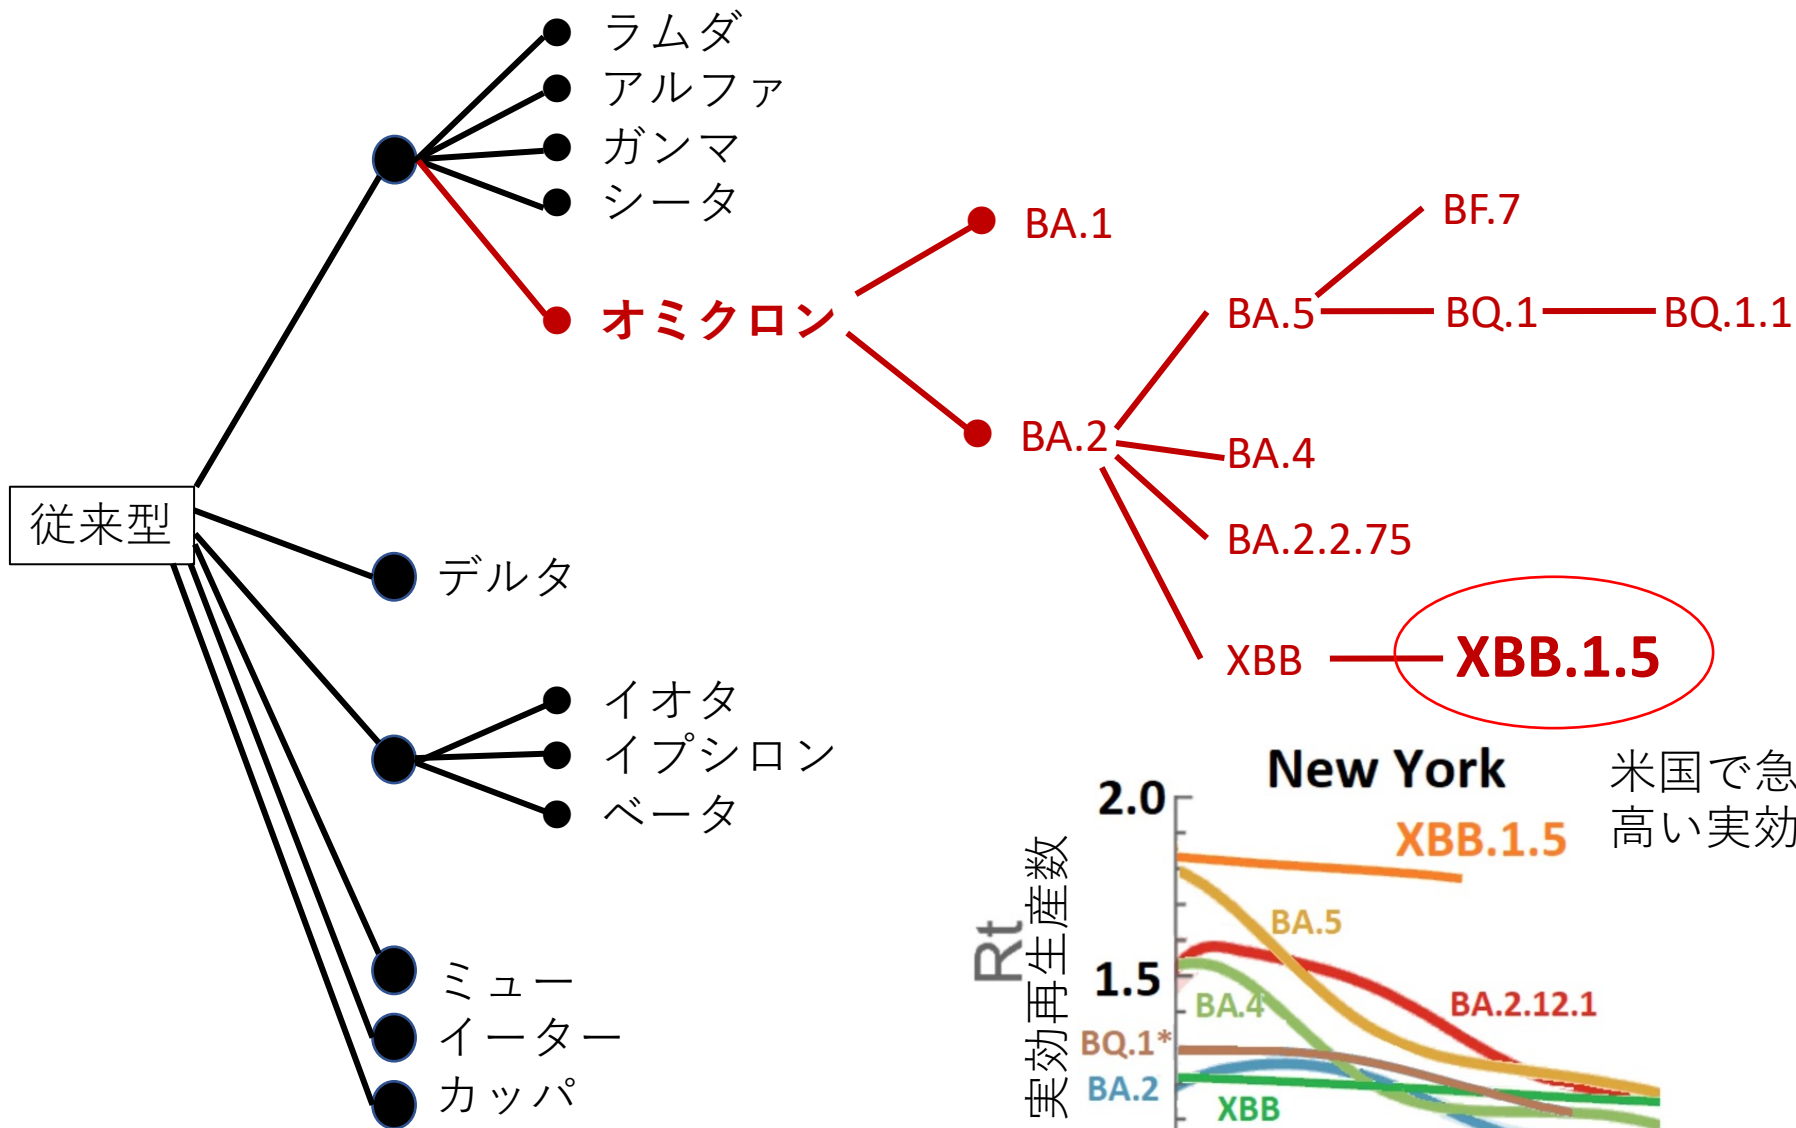 ラムダ
アルファ
ガンマ
シータ
オミクロン
BA.1
BA.2
BF.7
BA.5
BQ.1
BQ.1.1
BA.4
BA.2.2.75
XBB
XBB.1.5
従来型
デルタ
イオタ
イプシロン
ベータ
ミュー
イーター
カッパ
New York
米国で急
高い実効
2.0
XBB.1.5
Rt
実効再生産数
BA.5
1.5
BA.4
BA.2.12.1
BQ.1*
BA.2
XBB